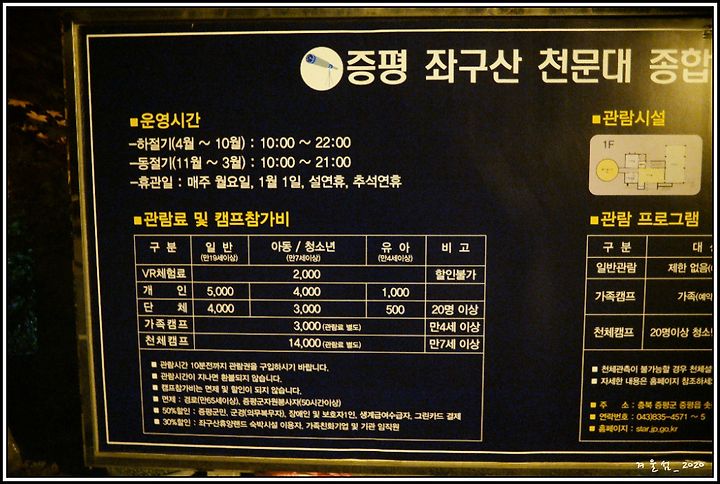 증평 좌구산 천문대 종합
■운영시간
-하절기(4월 ~ 10월) : 10:00 ~ 22:00
-동절기(11월 ~ 3월) : 10:00 ~ 21:00
-휴관일 : 매주 월요일, 1월 1일, 설연휴, 추석연휴
■관람료 및 캠프참가비
구 분 일 반 (만19세이상) 아동 / 청소년 (만7세이상) 유 아 (만4세이상) 비 고
VR체험료 2,000 할인불가
개 인 5,000 4,000 1,000
단 체 4,000 3,000 500 20명 이상
가족캠프 3,000 (관람료 별도) 만4세 이상
천체캠프 14,000 (관람료 별도) 만7세 이상
■ 관람시간 10분전까지 관람권을 구입하시기 바랍니다.
■ 관람시간이 지나면 환불되지 않습니다.
■ 캠프참가비는 면제 및 할인이 되지 않습니다.
■ 면제 : 경로(만65세이상), 증평군자원봉사자(50시간이상)
■ 50%할인 : 증평군민, 군경(의무복무자), 장애인 및 보호자1인, 생계급여수급자, 그린카드 결제
■ 30%할인 : 좌구산휴양랜드 숙박시설 이용자, 가족친화기업 및 기관 임직원
■관람시설
1F
■관람 프로그램
구 분 대
일반관람 제한 없음
가족캠프 가족(예약
천체캠프 20명이상 청소
■ 천체관측이 불가능할 경우 천체설
■ 자세한 내용은 홈페이지 참조하세
■ 주 소 : 충북 증평군 증평읍 솟
■ 연락번호 : 043)835-4571 ~ 5
■ 홈페이지 : star.jp.go.kr
겨울섬_2020